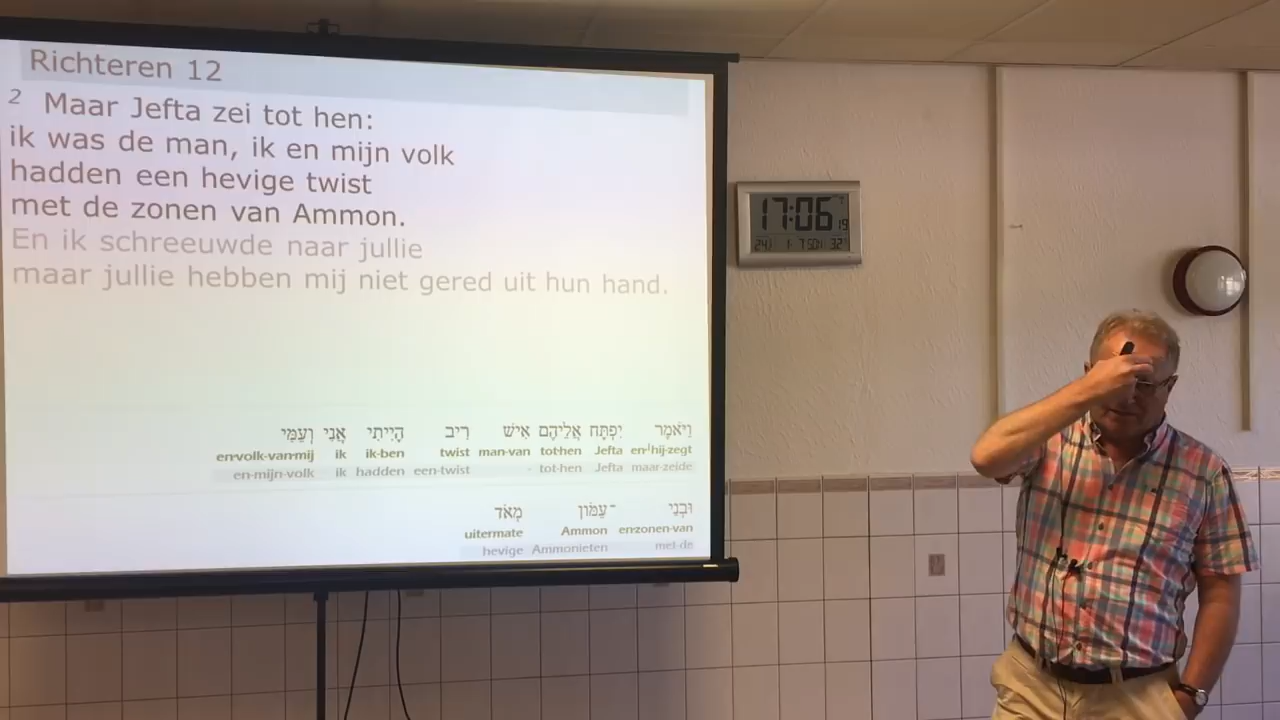 Richteren 12
2 Maar Jefta zei tot hen:
ik was de man, ik en mijn volk
hadden een hevige twist
met de zonen van Ammon.
En ik schreeuwde naar jullie
maar jullie hebben mij niet gered uit hun hand.
וַיֹּאמֶר יִפְתָּח אֲלֵיהֶם אִישׁ רִיב הָיִיתִי אֲנִי וְעַמִּי
en-volk-van-mij ik ik-ben twist man-van tot-hen Jefta en-hij-zegt
en-mijn-volk ik hadden een-twist - tot-hen Jefta maar-zeide
וּבְנֵי ־עַמּוֹן מְאֹד
uitermate Ammon en-zonen-van
hevige Ammonieten met-de
17:06 19